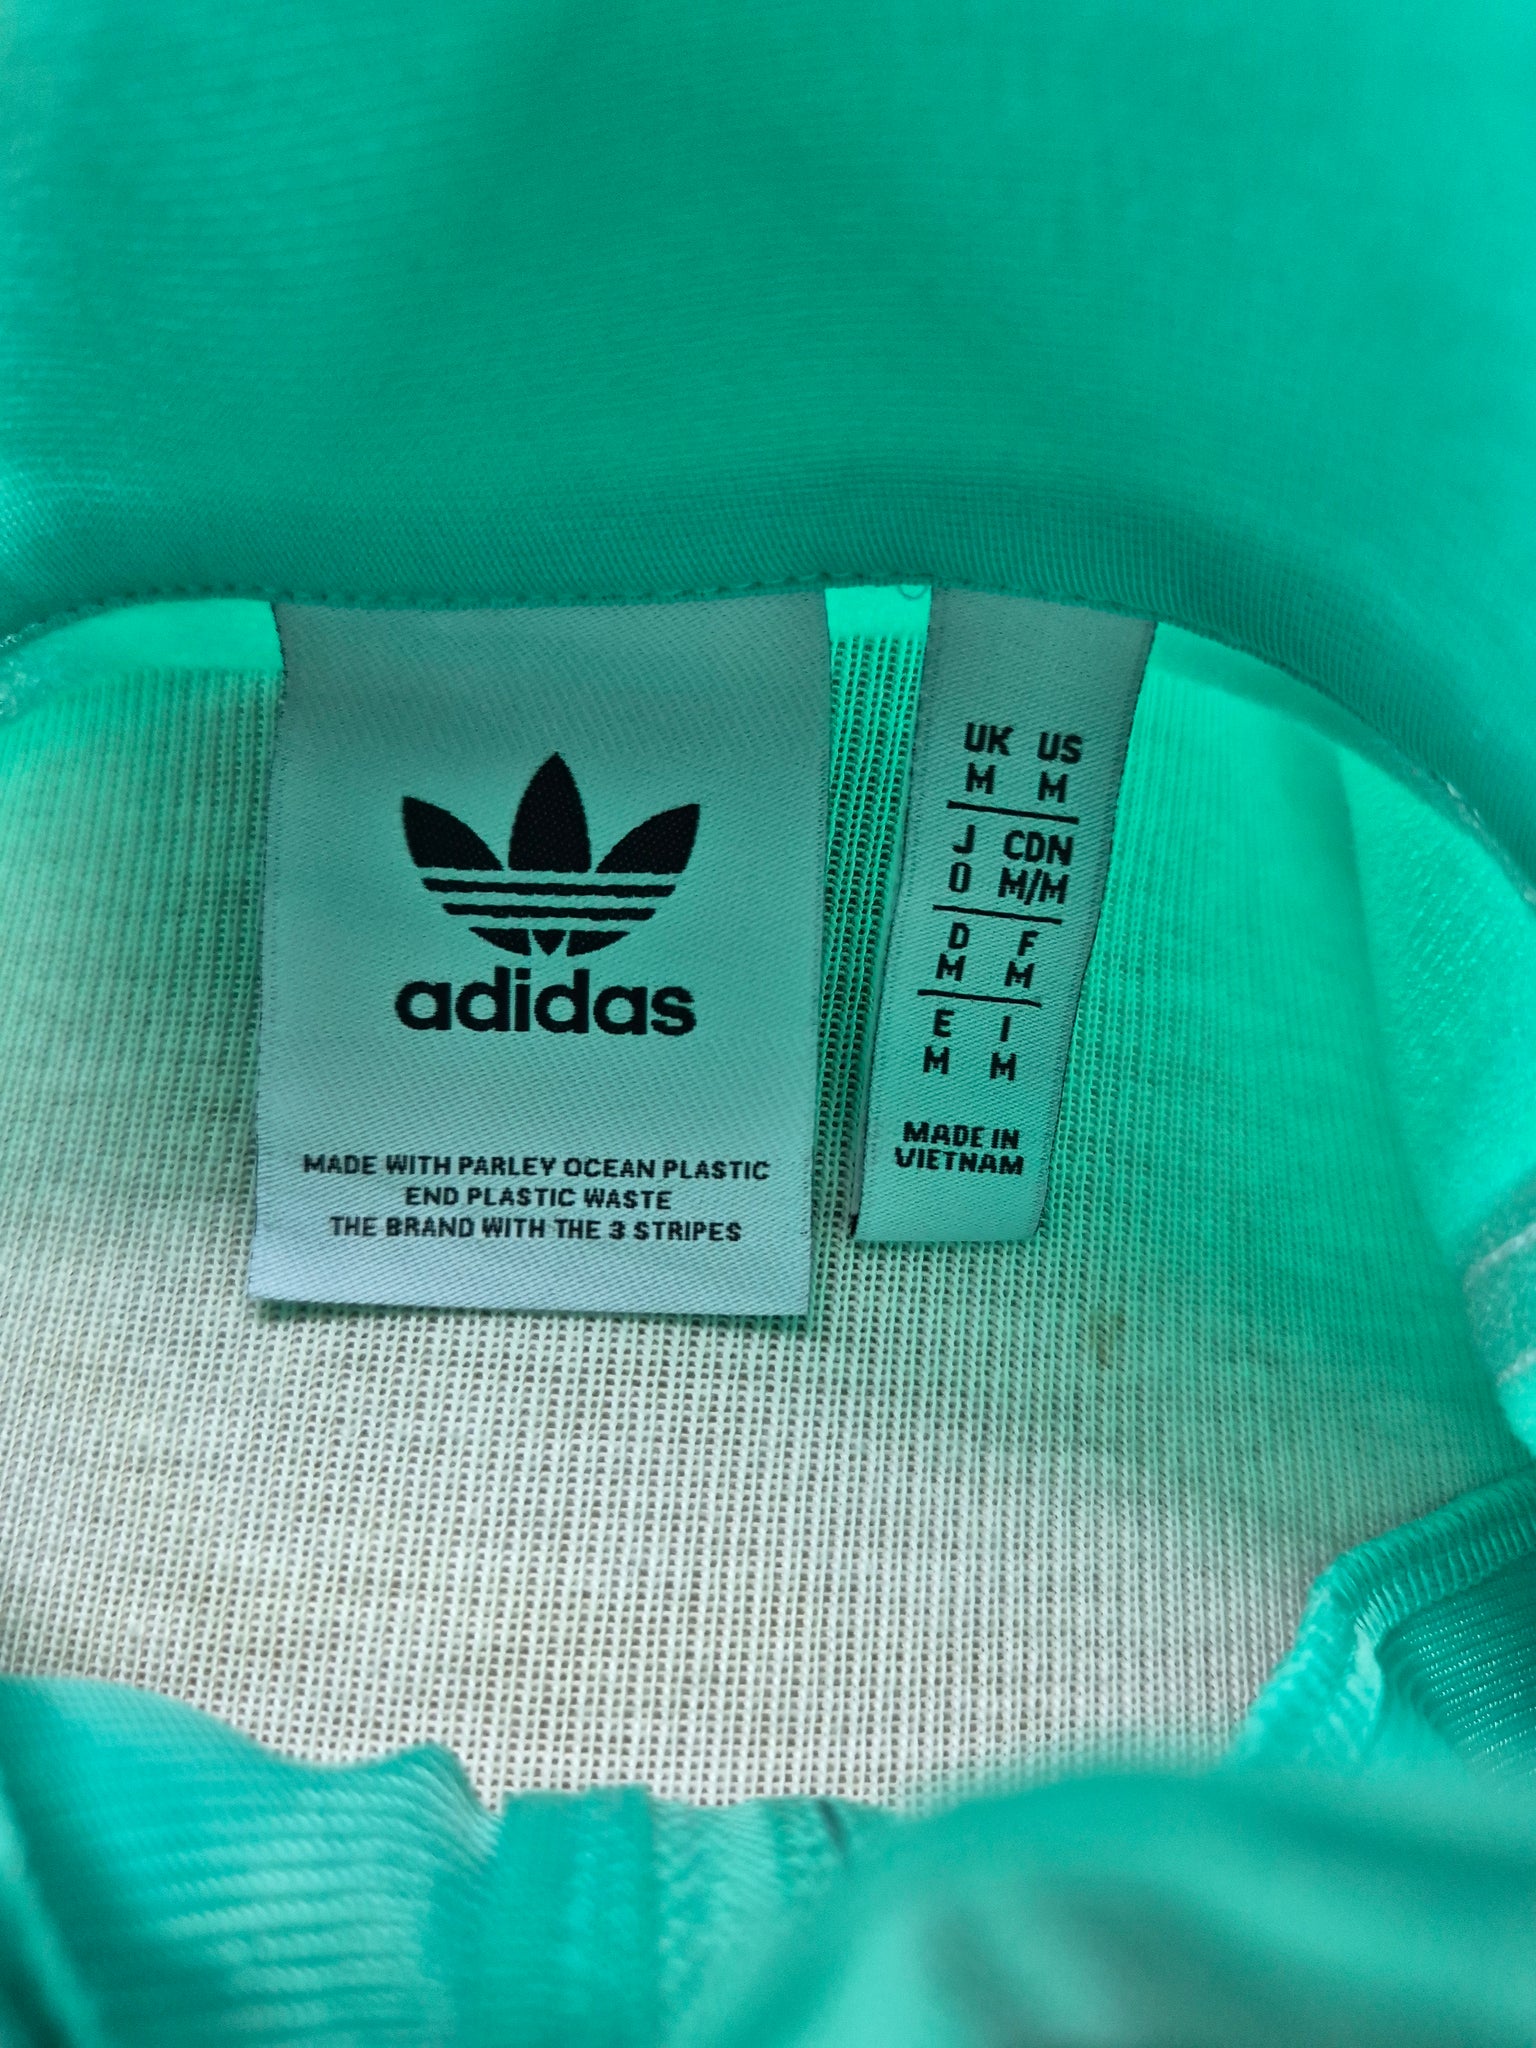 adidas
MADE WITH PARLEY OCEAN PLASTIC
END PLASTIC WASTE
THE BRAND WITH THE 3 STRIPES
UK US
M M
J CDN
O M/M
D F
M M
E I
M M
MADE IN
VIETNAM